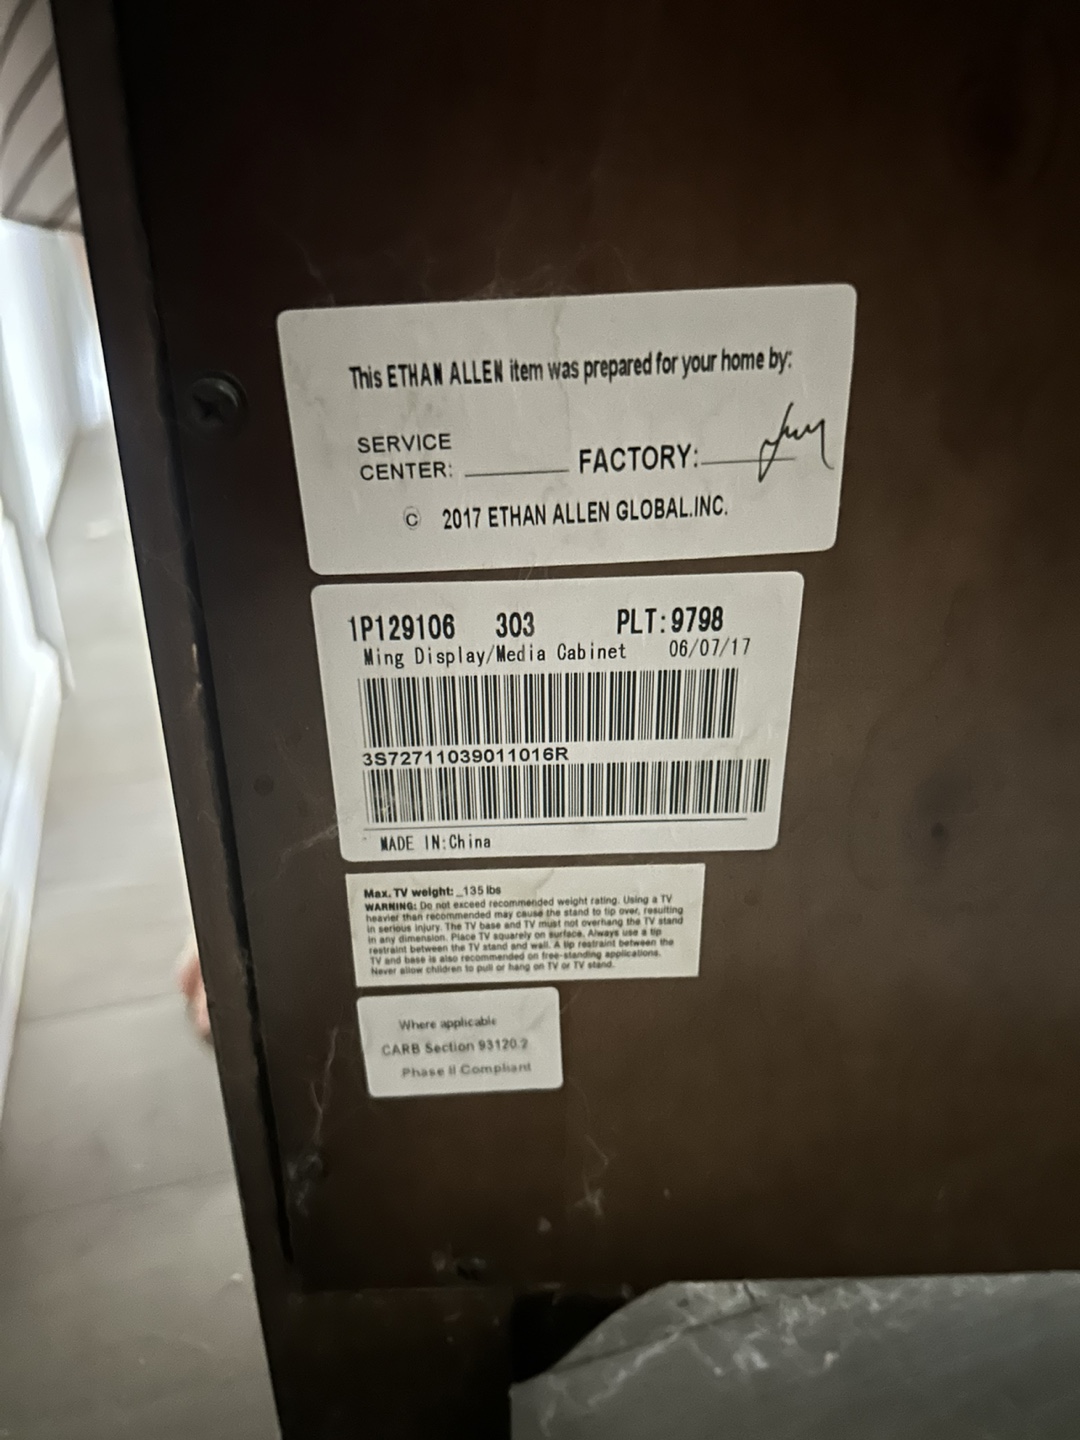 This ETHAN ALLEN item was prepared for your home by:
SERVICE
CENTER: FACTORY:
© 2017 ETHAN ALLEN GLOBAL.INC.
1P129106 303 PLT:9798
Ming Display/Media Cabinet 06/07/17
3S72711039011016R
MADE IN:China
Max. TV weight: 135 lbs
WARNING: Do not exceed recommended weight rating. Using a TV
heavier than recommended may cause the stand to tip over, resulting
in serious injury. The TV base and TV must not overhang the TV stand
in any dimension. Place TV squarely on surface. Always use a tip
restraint between the TV stand and wall. A tip restraint between the
TV and base is also recommended on free-standing applications.
Never allow children to pull or hang on TV or TV stand.
Where applicable
CARB Section 93120.2
Phase II Compliant